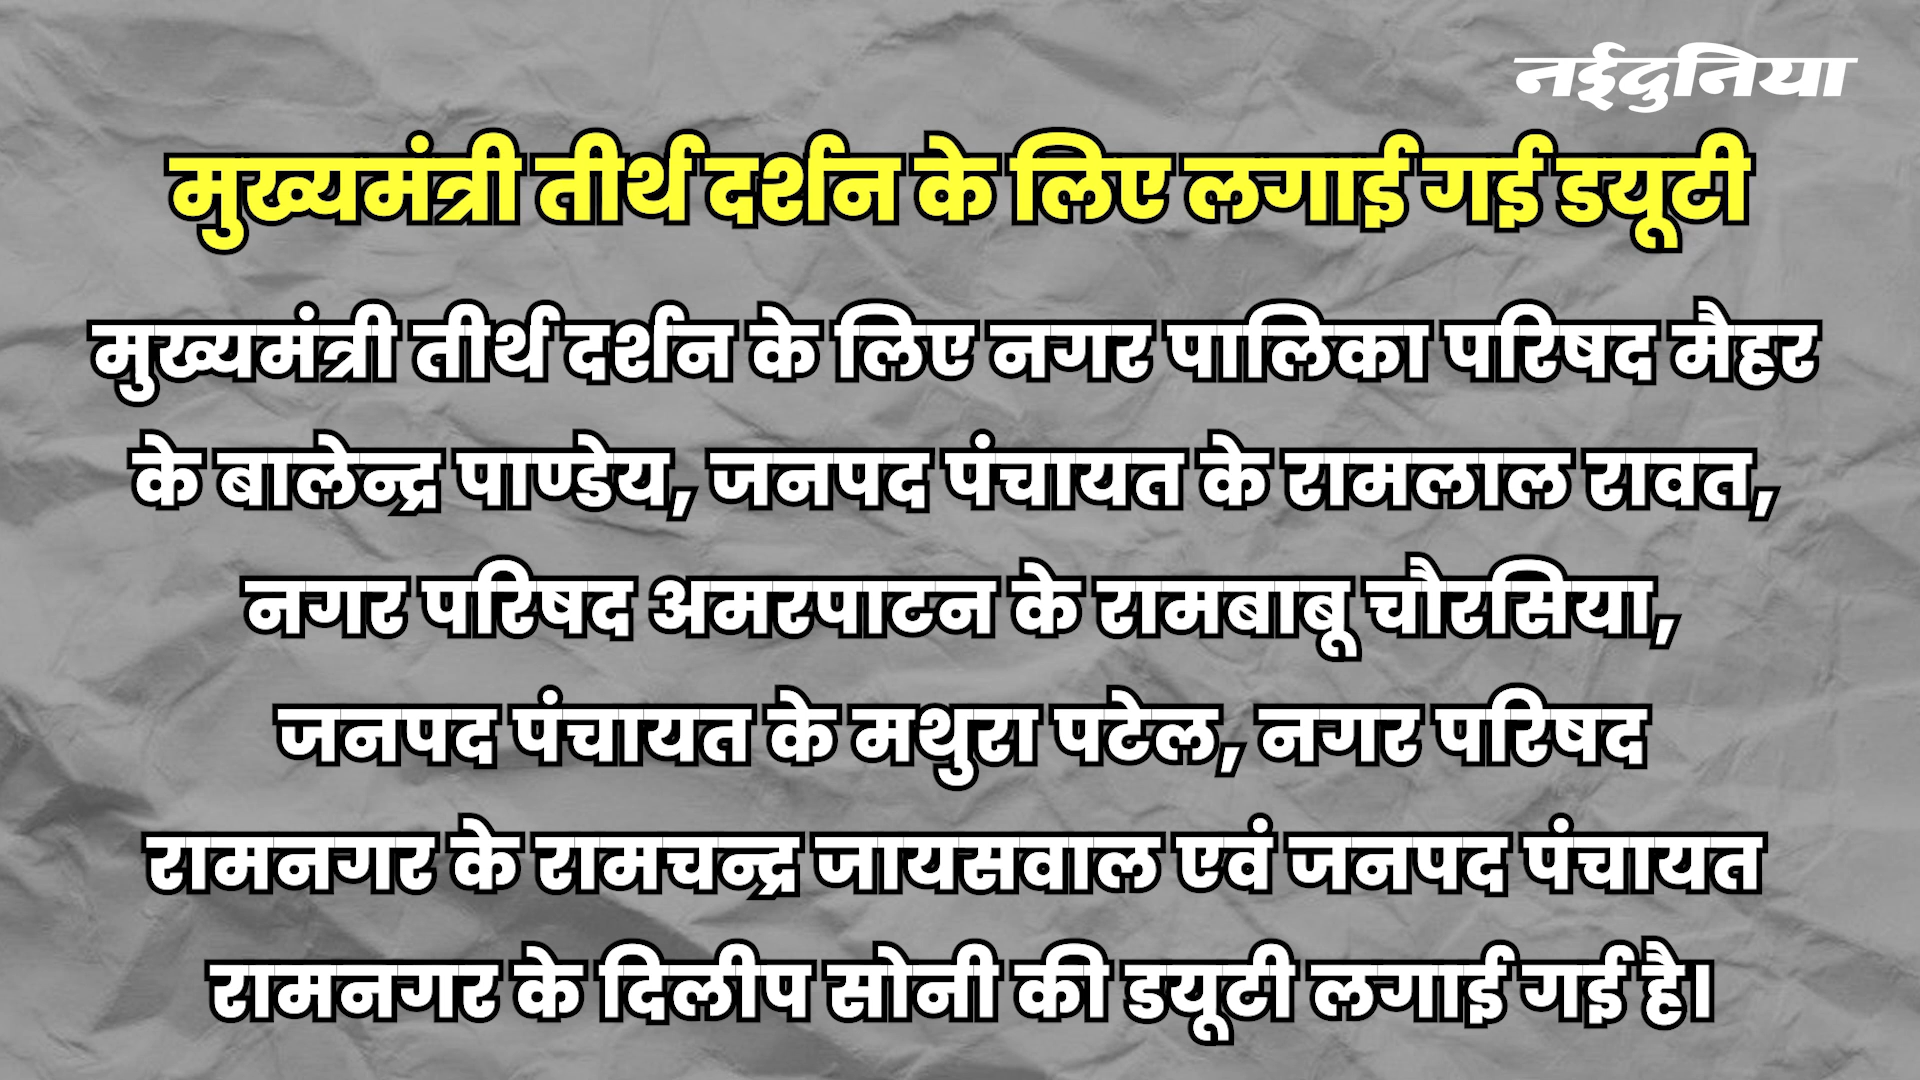 नईदुनिया
मुख्यमंत्री तीर्थ दर्शन के लिए लगाई गई डयूटी
मुख्यमंत्री तीर्थ दर्शन के लिए नगर पालिका परिषद मैहर
के बालेन्द्र पाण्डेय, जनपद पंचायत के रामलाल रावत,
नगर परिषद अमरपाटन के रामबाबू चौरसिया,
जनपद पंचायत के मथुरा पटेल, नगर परिषद
रामनगर के रामचन्द्र जायसवाल एवं जनपद पंचायत
रामनगर के दिलीप सोनी की डयूटी लगाई गई है।